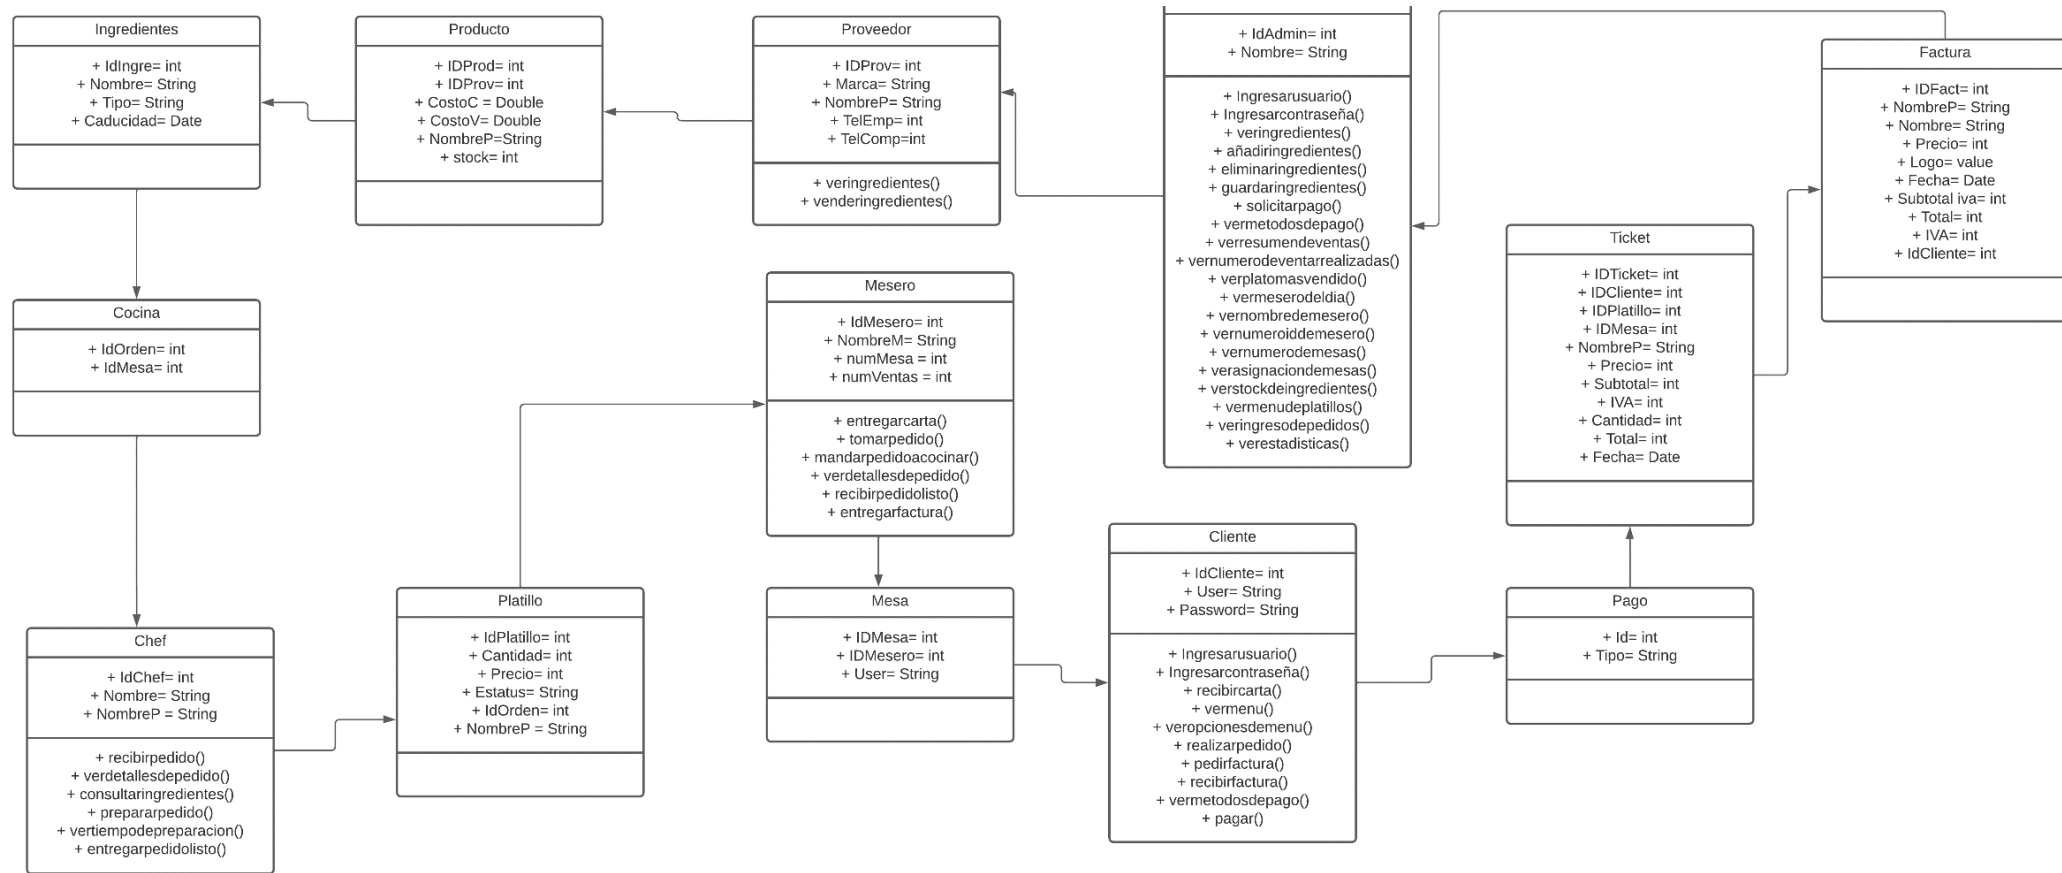 Ingredientes
+ IdIngre= int
+ Nombre= String
+ Tipo= String
+ Caducidad= Date
Producto
+ IDProd= int
+ IDProv= int
+ CostoC = Double
+ CostoV= Double
+ NombreP=String
+ stock= int
Proveedor
+ IDProv= int
+ Marca= String
+ NombreP= String
+ TelEmp= int
+ TelComp=int
+ veringredientes()
+ venderingredientes()
+ IdAdmin= int
+ Nombre= String
+ Ingresarusuario()
+ Ingresarcontraseña()
+ veringredientes()
+ añadiringredientes()
+ eliminaringredientes()
+ guardaringredientes()
+ solicitarpago()
+ vermetodosdepago()
+ verresumendeventas()
+ vernumerodeventarrealizadas()
+ verplatomasvendido()
+ vermeserodeldia()
+ vernombredemesero()
+ vernumeroiddemesero()
+ vernumerodemesas()
+ verasignaciondemesas()
+ verstockdeingredientes()
+ vermenudeplatillos()
+ veringresodepedidos()
+ verestadisticas()
Factura
+ IDFact= int
+ NombreP= String
+ Nombre= String
+ Precio= int
+ Logo= value
+ Fecha= Date
+ Subtotal iva= int
+ Total= int
+ IVA= int
+ IdCliente= int
Ticket
+ IDTicket= int
+ IDCliente= int
+ IDPlatillo= int
+ IDMesa= int
+ NombreP= String
+ Precio= int
+ Subtotal= int
+ IVA= int
+ Cantidad= int
+ Total= int
+ Fecha= Date
Cocina
+ IdOrden= int
+ IdMesa= int
Mesero
+ IdMesero= int
+ NombreM= String
+ numMesa = int
+ numVentas = int
+ entregarcarta()
+ tomarpedido()
+ mandarpedidoacocinar()
+ verdetallesdepedido()
+ recibirpedidolisto()
+ entregarfactura()
Chef
+ IdChef= int
+ Nombre= String
+ NombreP = String
+ recibirpedido()
+ verdetallesdepedido()
+ consultaringredientes()
+ prepararpedido()
+ vertiempodepreparacion()
+ entregarpedidolisto()
Platillo
+ IdPlatillo= int
+ Cantidad= int
+ Precio= int
+ Estatus= String
+ IdOrden= int
+ NombreP = String
Mesa
+ IDMesa= int
+ IDMesero= int
+ User= String
Cliente
+ IdCliente= int
+ User= String
+ Password= String
+ Ingresarusuario()
+ Ingresarcontraseña()
+ recibircarta()
+ vermenu()
+ veropcionesdemenu()
+ realizarpedido()
+ pedirfactura()
+ recibirfactura()
+ vermetodosdepago()
+ pagar()
Pago
+ Id= int
+ Tipo= String